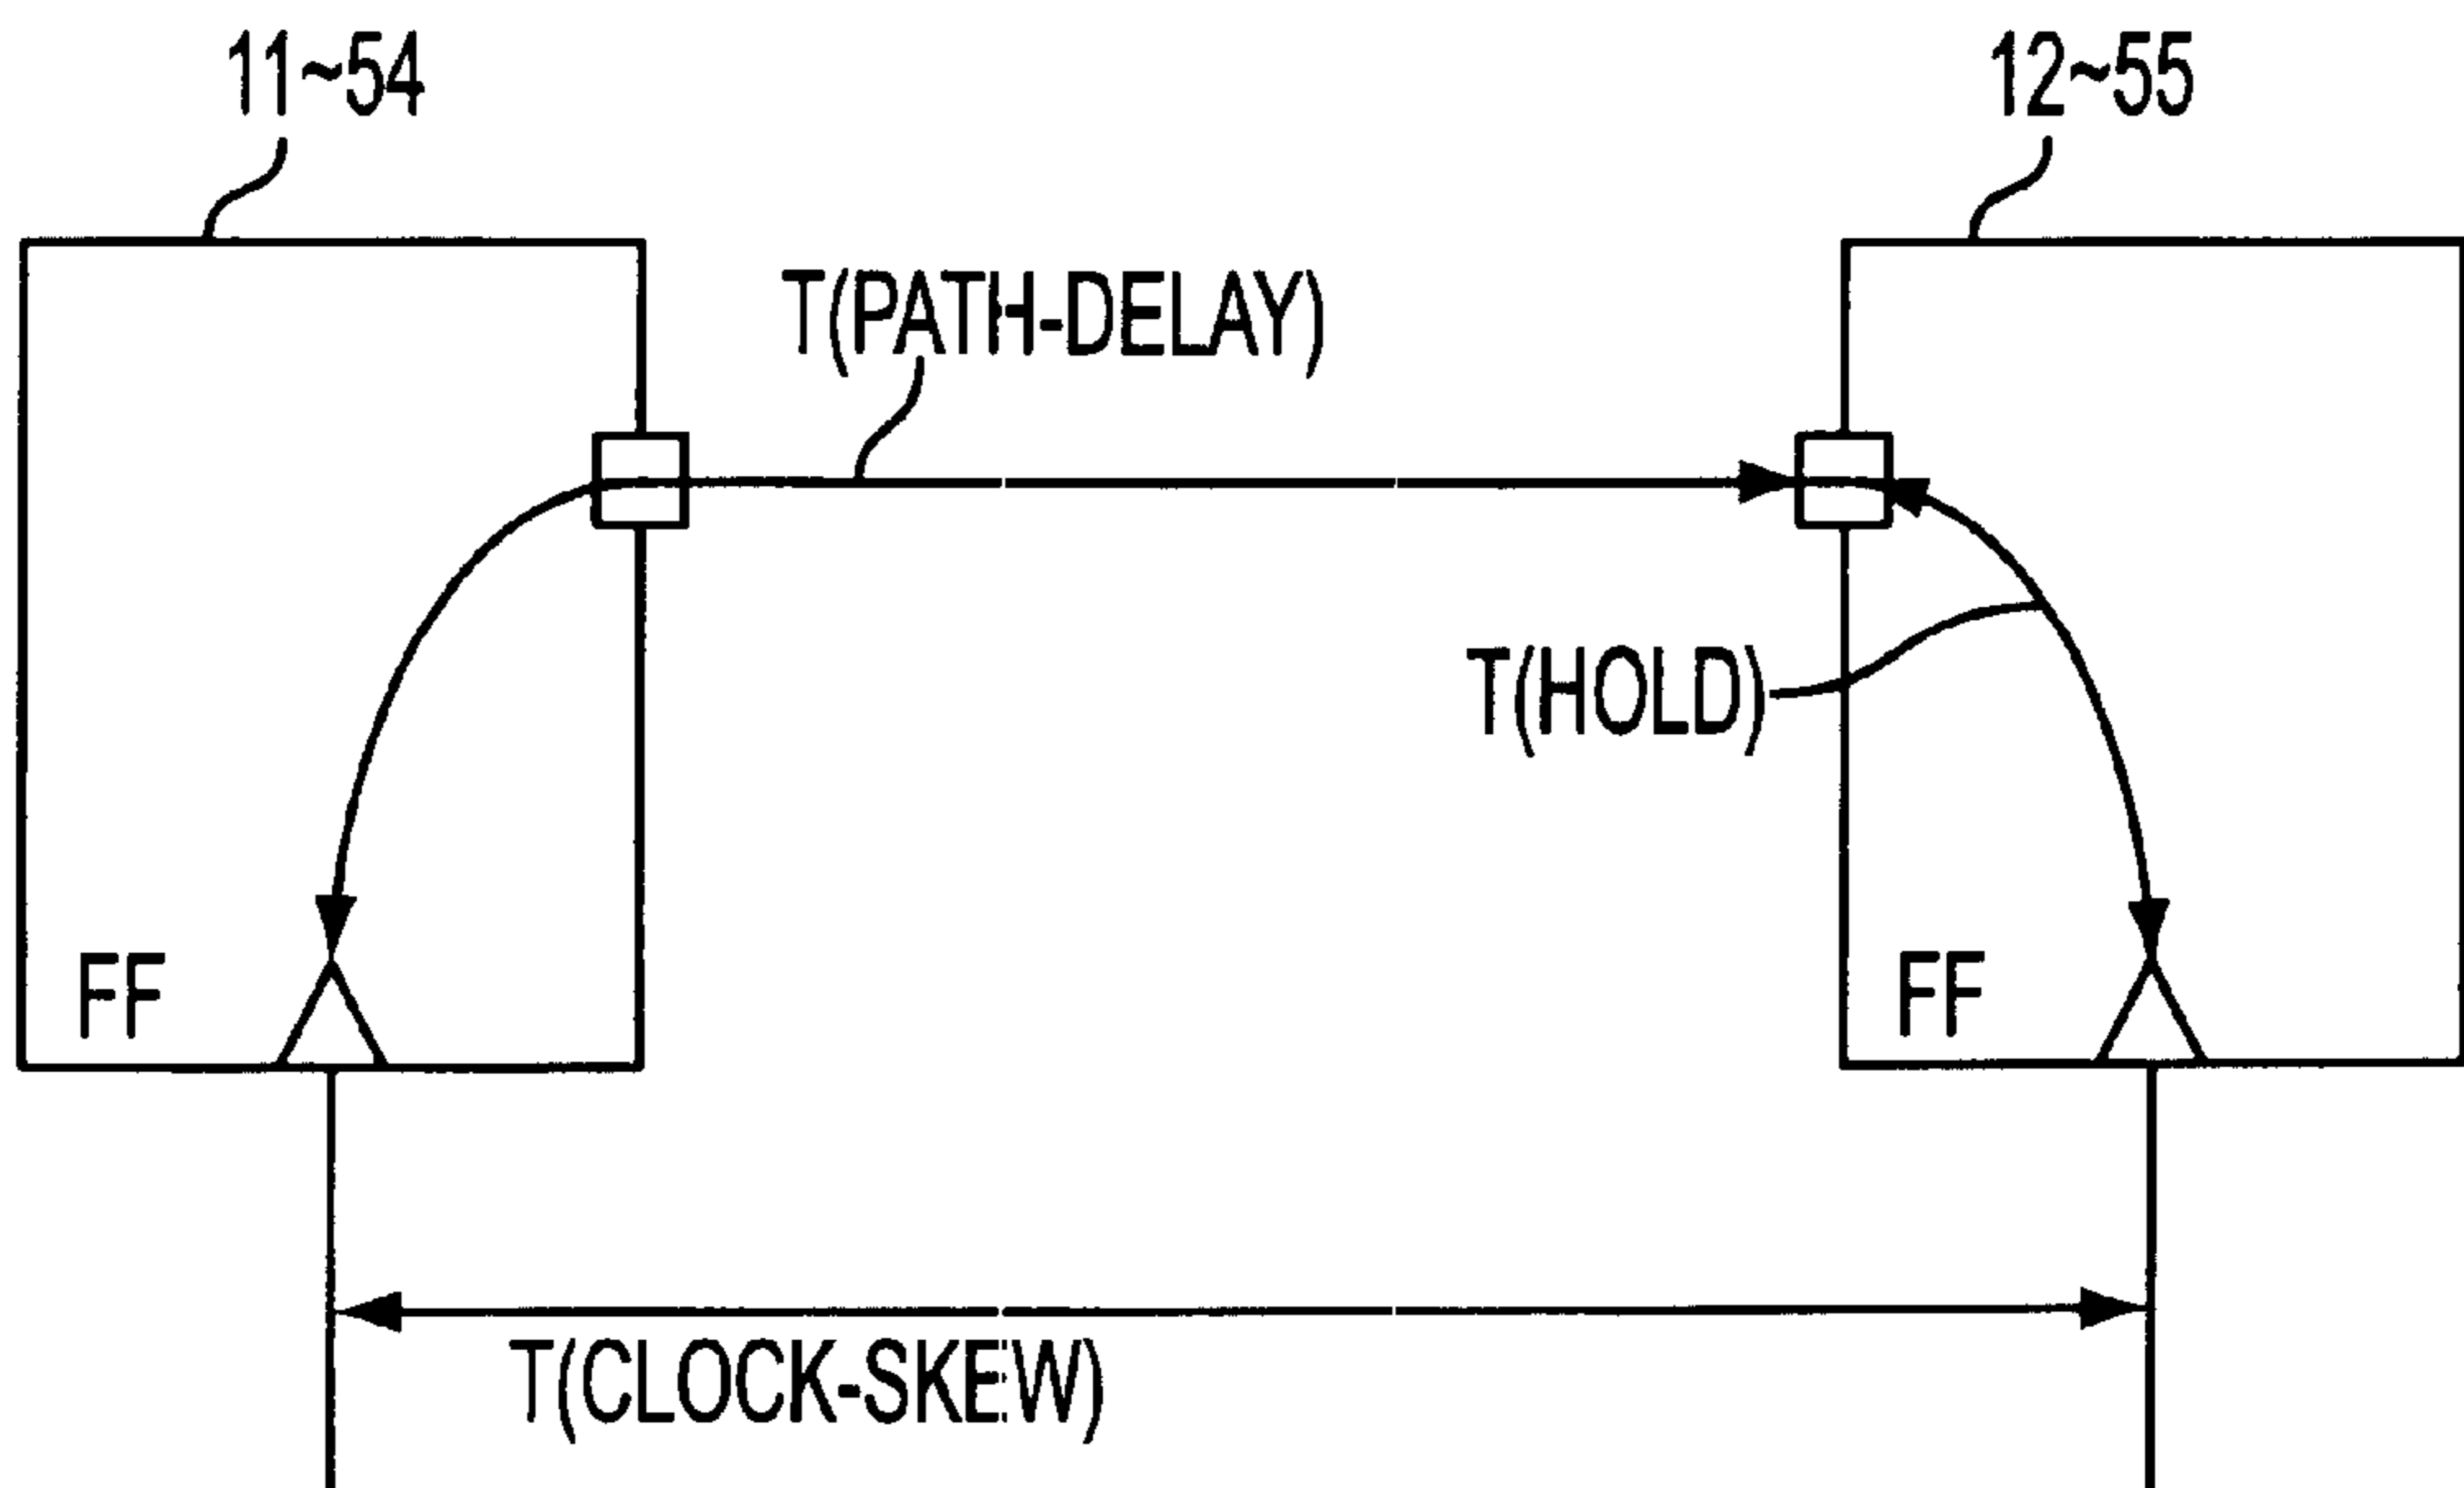 11~54
12~55
T(PATH-DELAY)
T(HOLD)
FF
FF
T(CLOCK-SKEW)